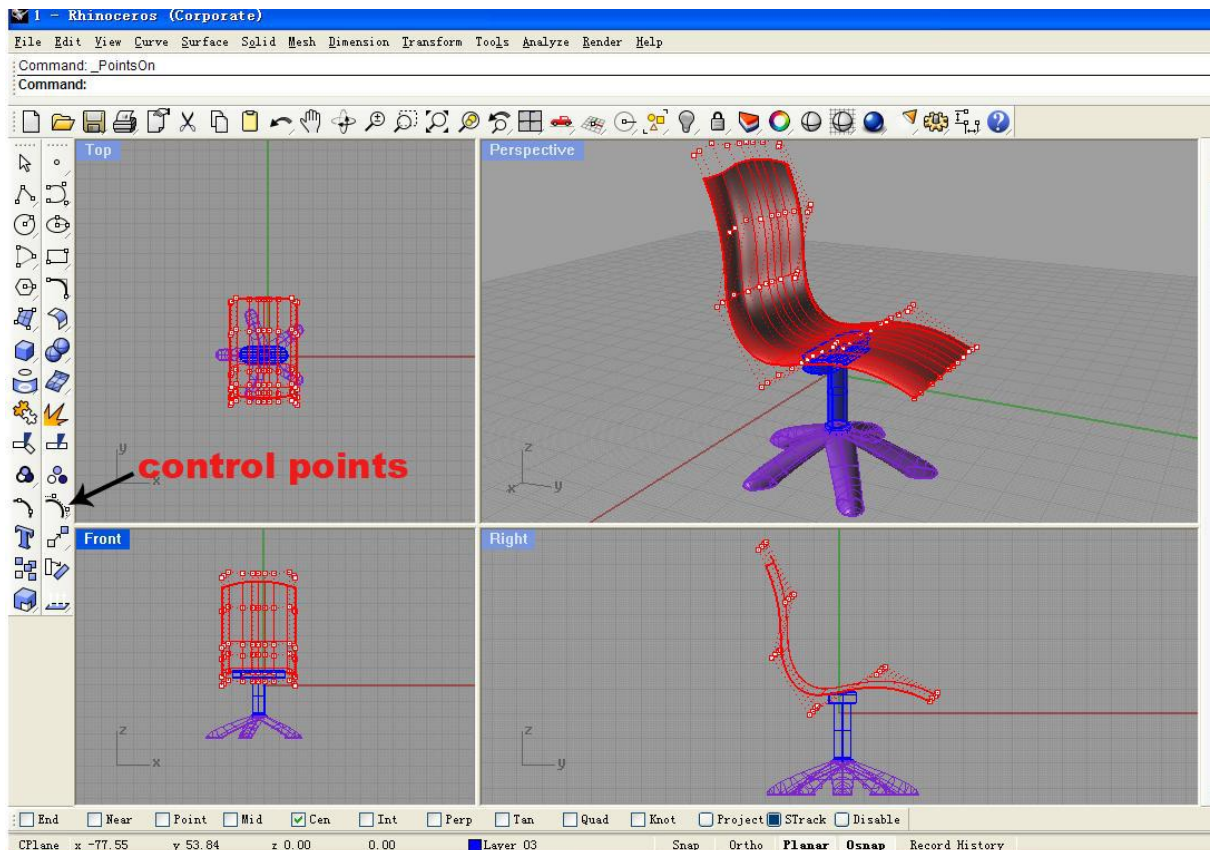 1 - Rhinoceros (Corporate)
File Edit View Curve Surface Solid Mesh Dimension Transform Tools Analyze Render Help
Command: _PointsOn
Command:
Top
Perspective
y
x
control points
z
x
y
Front
Right
z
x
z
y
End Near Point Mid Cen Int Perp Tan Quad Knot Project STrack Disable
CPlane x -77.55 y 53.84 z 0.00 0.00 Layer 03 Snap Ortho Planar Osnap Record History